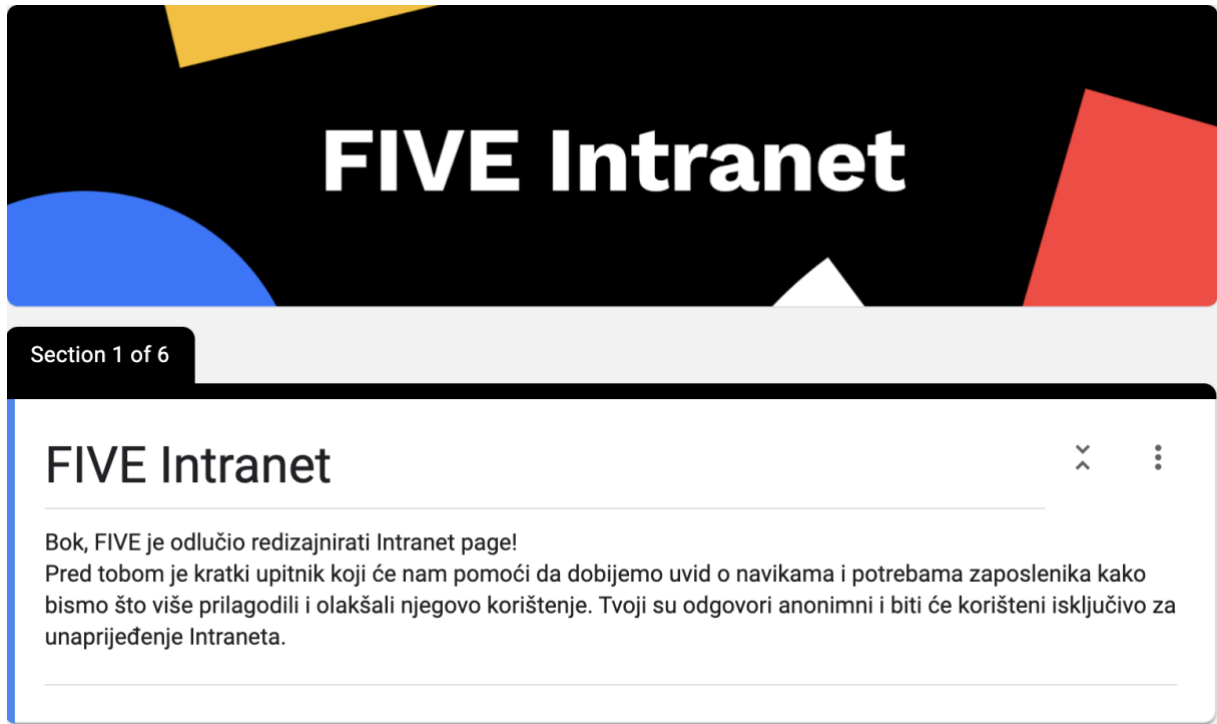 FIVE Intranet
Section 1 of 6
FIVE Intranet
Bok, FIVE je odlučio redizajnirati Intranet page!
Pred tobom je kratki upitnik koji će nam pomoći da dobijemo uvid o navikama i potrebama zaposlenika kako
bismo što više prilagodili i olakšali njegovo korištenje. Tvoji su odgovori anonimni i biti će korišteni isključivo za
unaprijeđenje Intraneta.